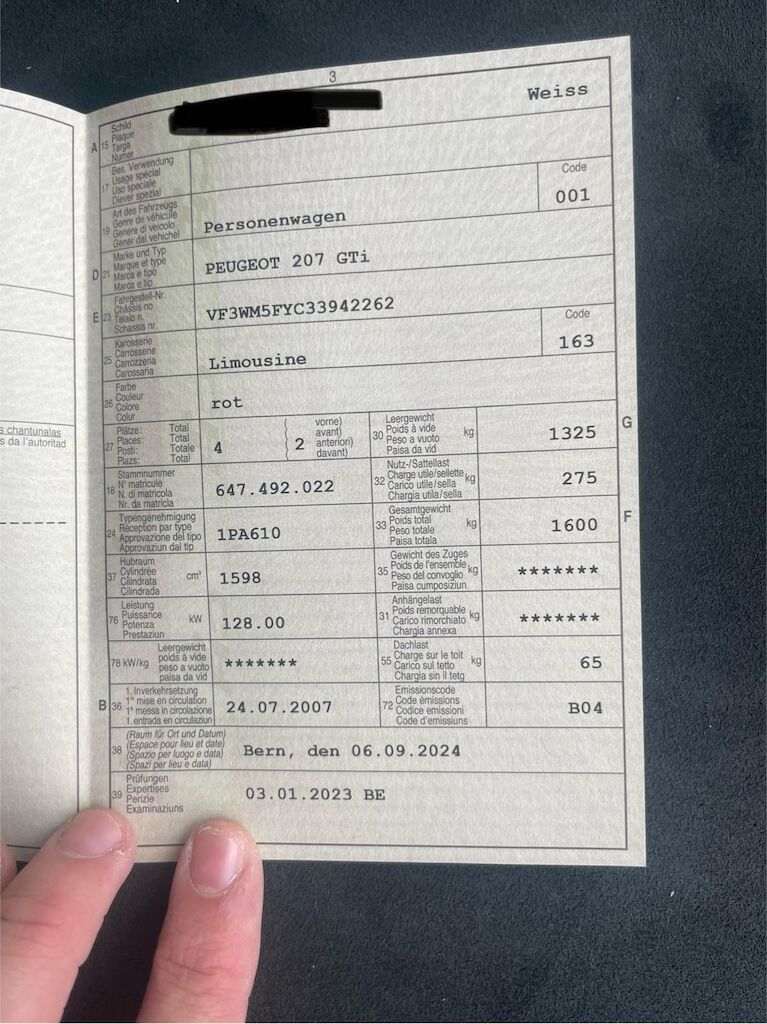 3
Weiss
A 15 Schild
Plaque
Targa
Numer
17 Bes. Verwendung
Usage spécial
Uso speciale
Diever spezial
19 Art des Fahrzeugs
Genre de véhicule
Genere di veicolo
Gener dal vehichel
Personenwagen
Code
001
D 21 Marke und Typ
Marque et type
Marca e tipo
Marca e tip
PEUGEOT 207 GTi
E 23 Fahrgestell-Nr.
Châssis no
Telaio n.
Schassis nr.
VF3WM5FYC33942262
25 Karosserie
Carrosserie
Carrozzeria
Carossaria
Limousine
Code
163
26 Farbe
Couleur
Colore
Colur
rot
27 Plätze: Total
Places: Total
Posti: Totale
Plazs: Total
4
2 vorne)
avant)
anteriori)
davant)
30 Leergewicht
Poids à vide
Peso a vuoto
Paisa da vid
kg
1325
G
18 Stammnummer
N° matricule
N. di matricola
Nr. da matricla
647.492.022
32 Nutz-/Sattellast
Charge utile/sellette
Carico utile/sella
Chargia utila/sella
kg
275
24 Typengenehmigung
Réception par type
Approvazione del tipo
Approvaziun dal tip
1PA610
33 Gesamtgewicht
Poids total
Peso totale
Paisa totala
kg
1600
F
37 Hubraum
Cylindrée
Cilindrata
Cilindrada
cm³
1598
35 Gewicht des Zuges
Poids de l'ensemble
Peso del convoglio
Paisa cumposiziun
kg
*******
76 Leistung
Puissance
Potenza
Prestaziun
kW
128.00
31 Anhängelast
Poids remorquable
Carico rimorchiato
Chargia annexa
kg
*******
78 kW/kg Leergewicht
poids à vide
peso a vuoto
paisa da vid
*******
55 Dachlast
Charge sur le toit
Carico sul tetto
Chargia sin il tetg
kg
65
B 36 1. Inverkehrsetzung
1re mise en circulation
1a messa in circolazione
1. entrada en circulaziun
24.07.2007
72 Emissionscode
Code émissions
Codice emissioni
Code d'emissiuns
B04
38 (Raum für Ort und Datum)
(Espace pour lieu et date)
(Spazio per luogo e data)
(Spazi per lieu e data)
Bern, den 06.09.2024
39 Prüfungen
Expertises
Perizie
Examinaziuns
03.01.2023 BE
chantunalas
da l'autoritad